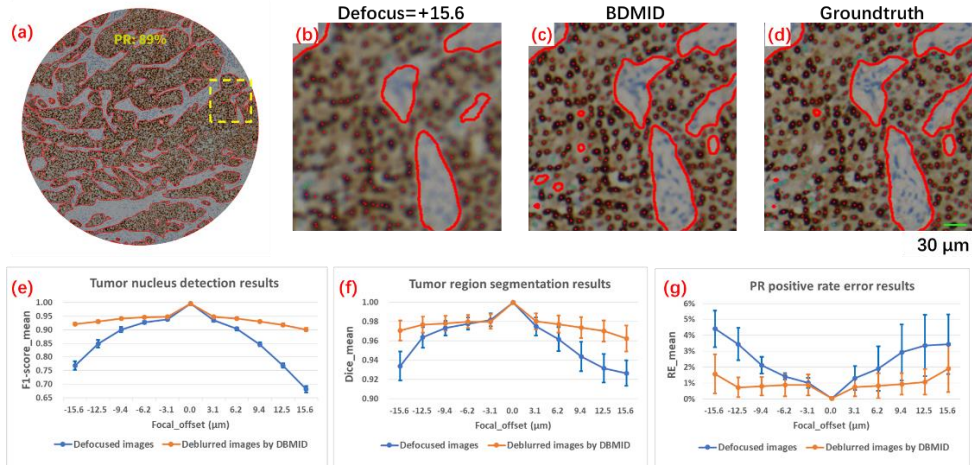 (a)
PR: 89%
Defocus=+15.6
(b)
BDMID
(c)
Groundtruth
(d)
30 μm
(e)
Tumor nucleus detection results
F1-score_mean
1.00
0.95
0.90
0.85
0.80
0.75
0.70
0.65
-15.6 -12.5 -9.4 -6.2 -3.1 0.0 3.1 6.2 9.4 12.5 15.6
Focal_offset (μm)
Defocused images Deblurred images by DBMID
(f)
Tumor region segmentation results
Dice_mean
1.00
0.98
0.96
0.94
0.92
0.90
-15.6 -12.5 -9.4 -6.2 -3.1 0.0 3.1 6.2 9.4 12.5 15.6
Focal_offset (μm)
Defocused images Deblurred images by DBMID
(g)
PR positive rate error results
RE_mean
6%
5%
4%
3%
2%
1%
0%
-15.6 -12.5 -9.4 -6.2 -3.1 0.0 3.1 6.2 9.4 12.5 15.6
Focal_offset (μm)
Defocused images Deblurred images by DBMID